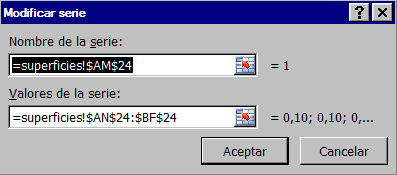 Modificar serie
Nombre de la serie:
=superficies!$AM$24 = 1
Valores de la serie:
=superficies!$AN$24:$BF$24 = 0,10; 0,10; 0,...
Aceptar Cancelar